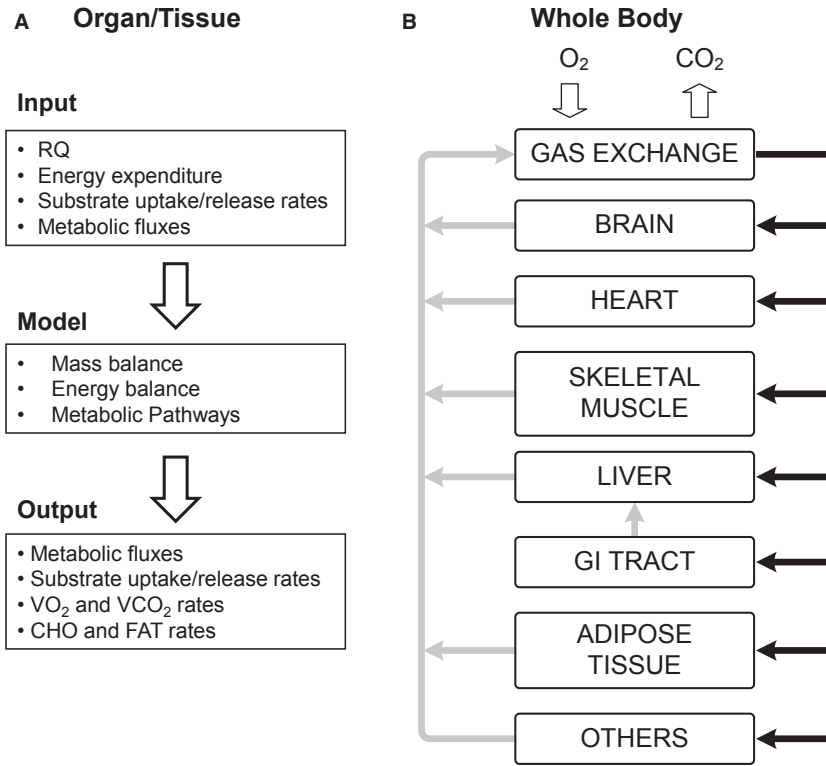 A Organ/Tissue
Input
• RQ
• Energy expenditure
• Substrate uptake/release rates
• Metabolic fluxes
Model
• Mass balance
• Energy balance
• Metabolic Pathways
Output
• Metabolic fluxes
• Substrate uptake/release rates
• VO₂ and VCO₂ rates
• CHO and FAT rates
B Whole Body
O₂ CO₂
GAS EXCHANGE
BRAIN
HEART
SKELETAL
MUSCLE
LIVER
GI TRACT
ADIPOSE
TISSUE
OTHERS